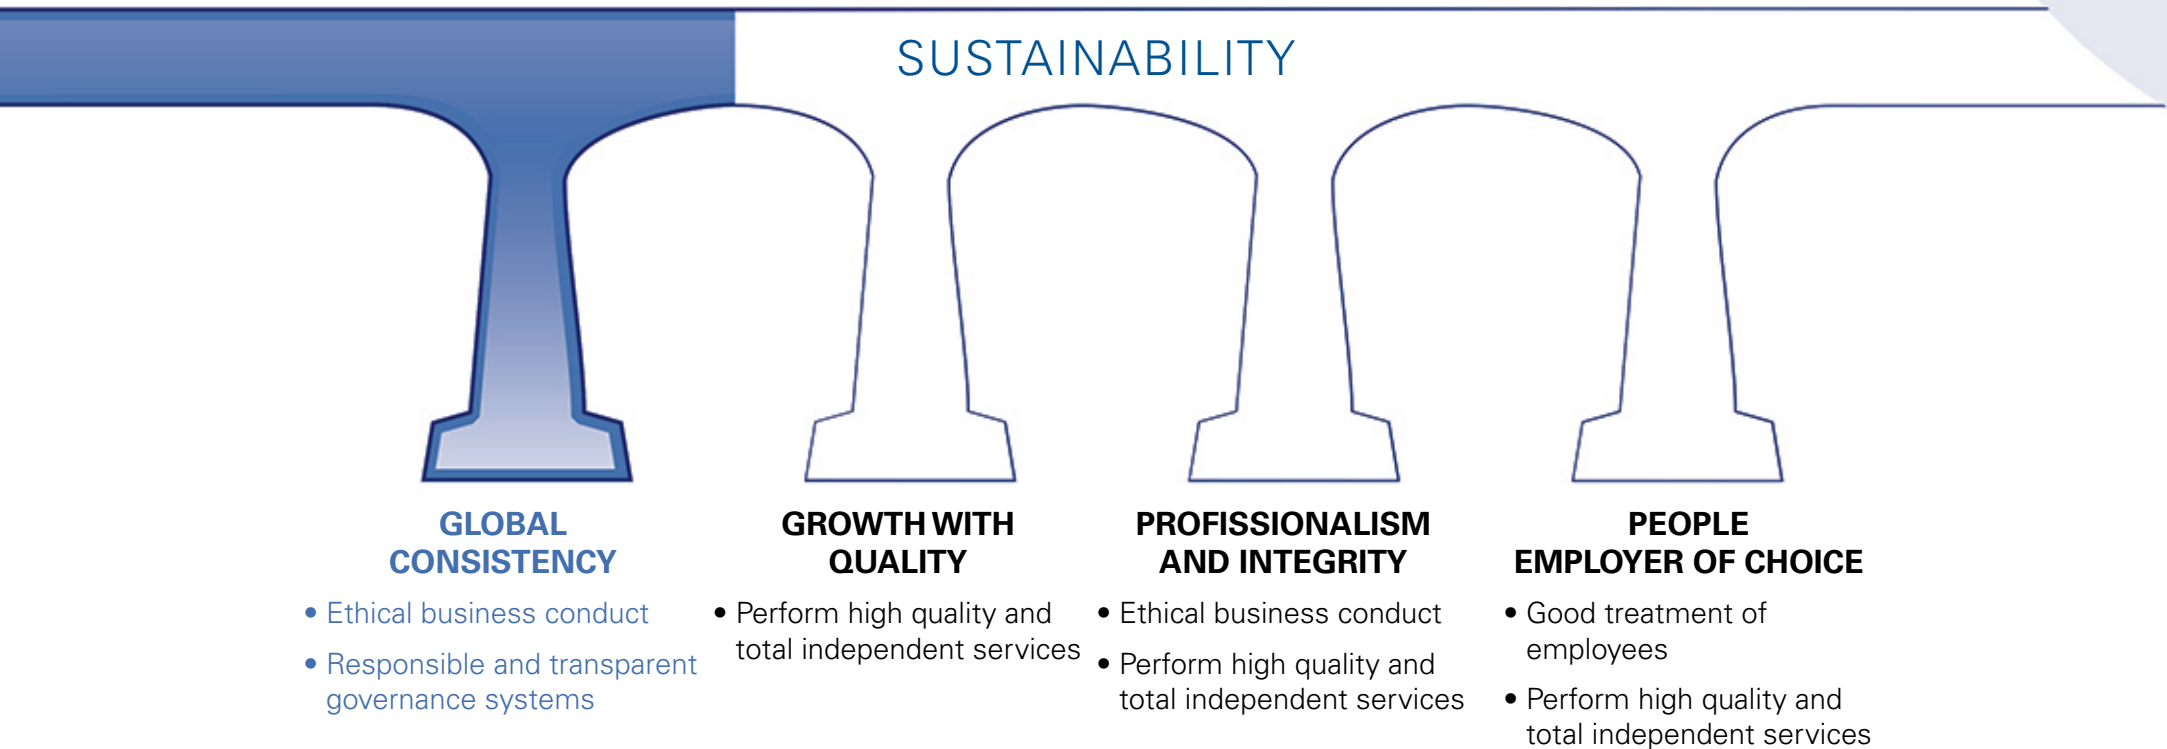 SUSTAINABILITY
GLOBAL
CONSISTENCY
• Ethical business conduct
• Responsible and transparent
governance systems
GROWTH WITH
QUALITY
• Perform high quality and
total independent services
PROFISSIONALISM
AND INTEGRITY
• Ethical business conduct
• Perform high quality and
total independent services
PEOPLE
EMPLOYER OF CHOICE
• Good treatment of
employees
• Perform high quality and
total independent services